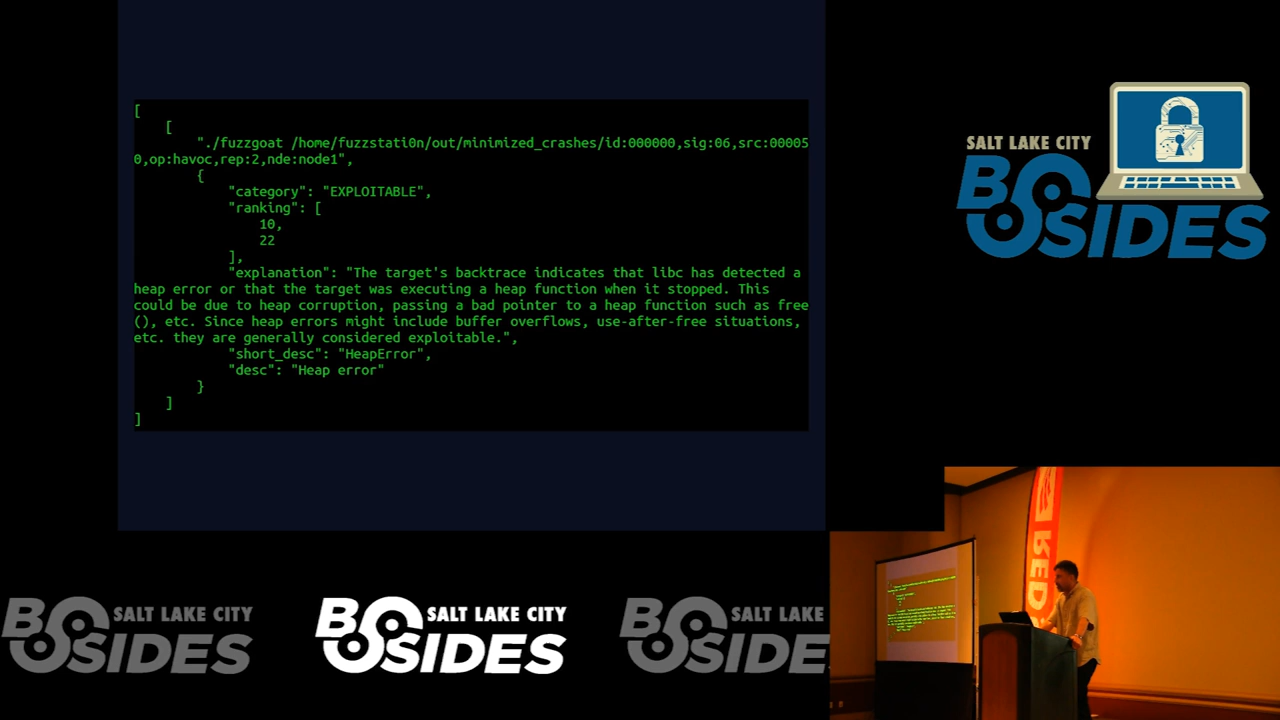 [
[
"./fuzzgoat /home/fuzzstati0n/out/minimized_crashes/id:000000,sig:06,src:00005
0,op:havoc,rep:2,nde:node1",
{
"category": "EXPLOITABLE",
"ranking": [
10,
22
],
"explanation": "The target's backtrace indicates that libc has detected a
heap error or that the target was executing a heap function when it stopped. This
could be due to heap corruption, passing a bad pointer to a heap function such as free
(), etc. Since heap errors might include buffer overflows, use-after-free situations,
etc. they are generally considered exploitable.",
"short_desc": "HeapError",
"desc": "Heap error"
}
]
]
SALT LAKE CITY
BSIDES
RED
SALT LAKE CITY
BSIDES
SALT LAKE CITY
BSIDES
SALT LAKE
BSIDE